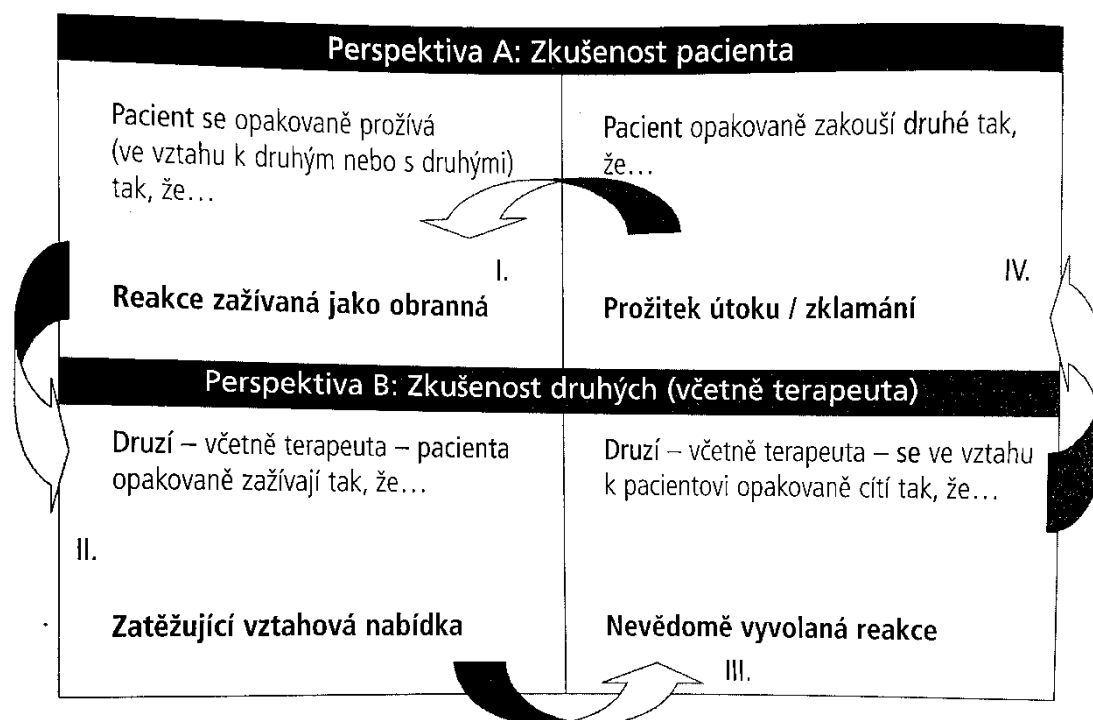 Perspektiva A: Zkušenost pacienta
Pacient se opakovaně prožívá
(ve vztahu k druhým nebo s druhými)
tak, že…
I.
Reakce zažívaná jako obranná
Pacient opakovaně zakouší druhé tak,
že…
IV.
Prožitek útoku / zklamání
Perspektiva B: Zkušenost druhých (včetně terapeuta)
Druzí – včetně terapeuta – pacienta
opakovaně zažívají tak, že…
II.
Zatěžující vztahová nabídka
Druzí – včetně terapeuta – se ve vztahu
k pacientovi opakovaně cítí tak, že…
Nevědomě vyvolaná reakce
III.